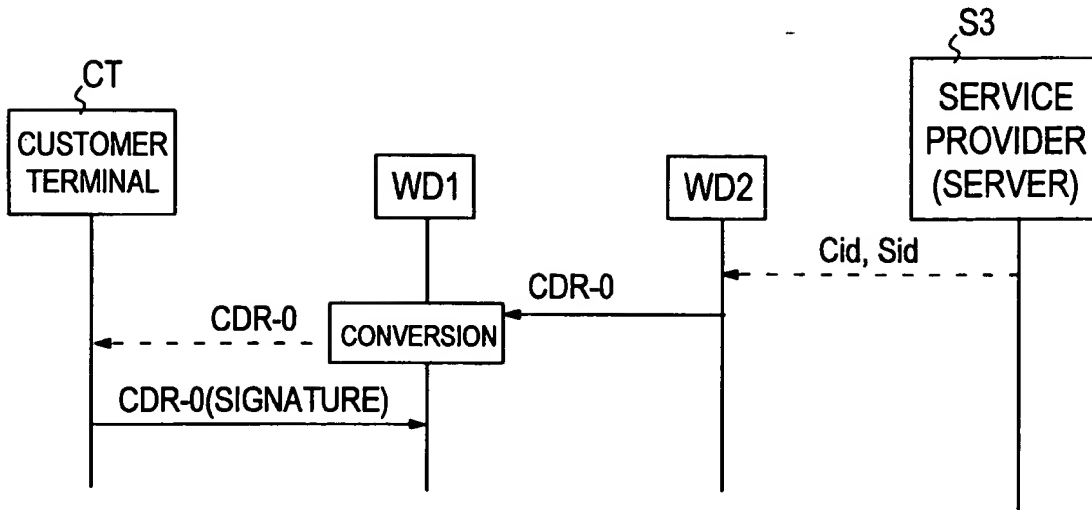 S3
CT
SERVICE
PROVIDER
(SERVER)
CUSTOMER
TERMINAL
WD1
WD2
Cid, Sid
CDR-0
CDR-0
CONVERSION
CDR-0(SIGNATURE)